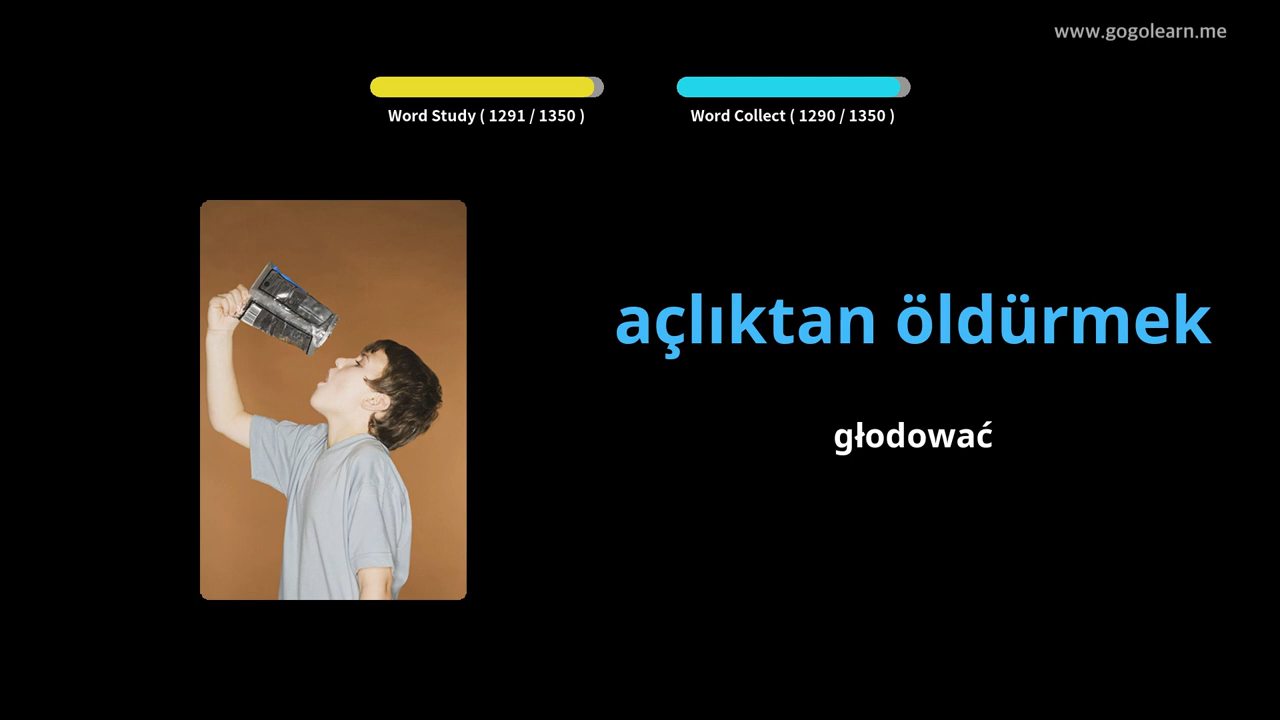 www.gogolearn.me
Word Study ( 1291 / 1350 )
Word Collect ( 1290 / 1350 )
açlıktan öldürmek
głodować